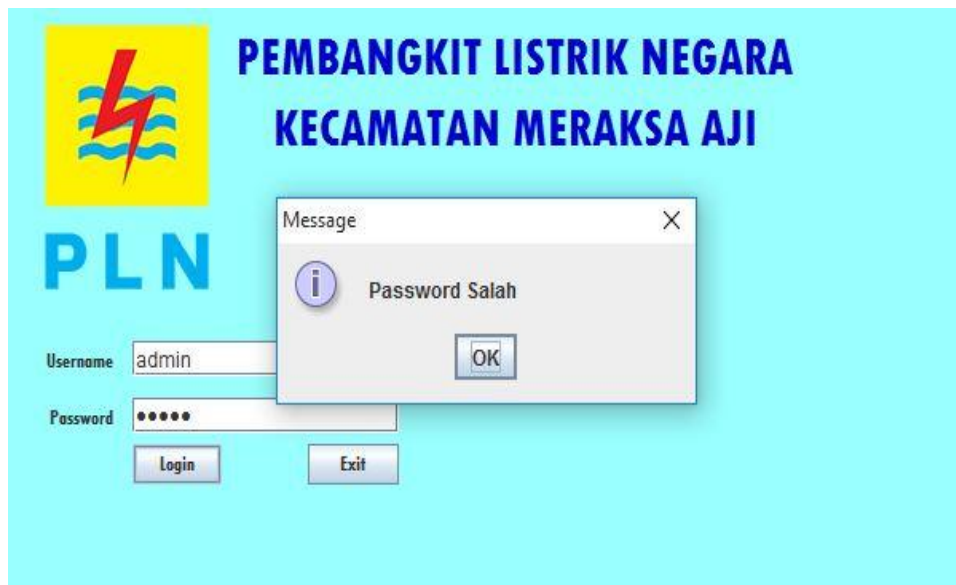 PEMBANGKIT LISTRIK NEGARA
KECAMATAN MERAKSA AJI
PLN
Message
Password Salah
OK
Username admin
Password •••••
Login Exit